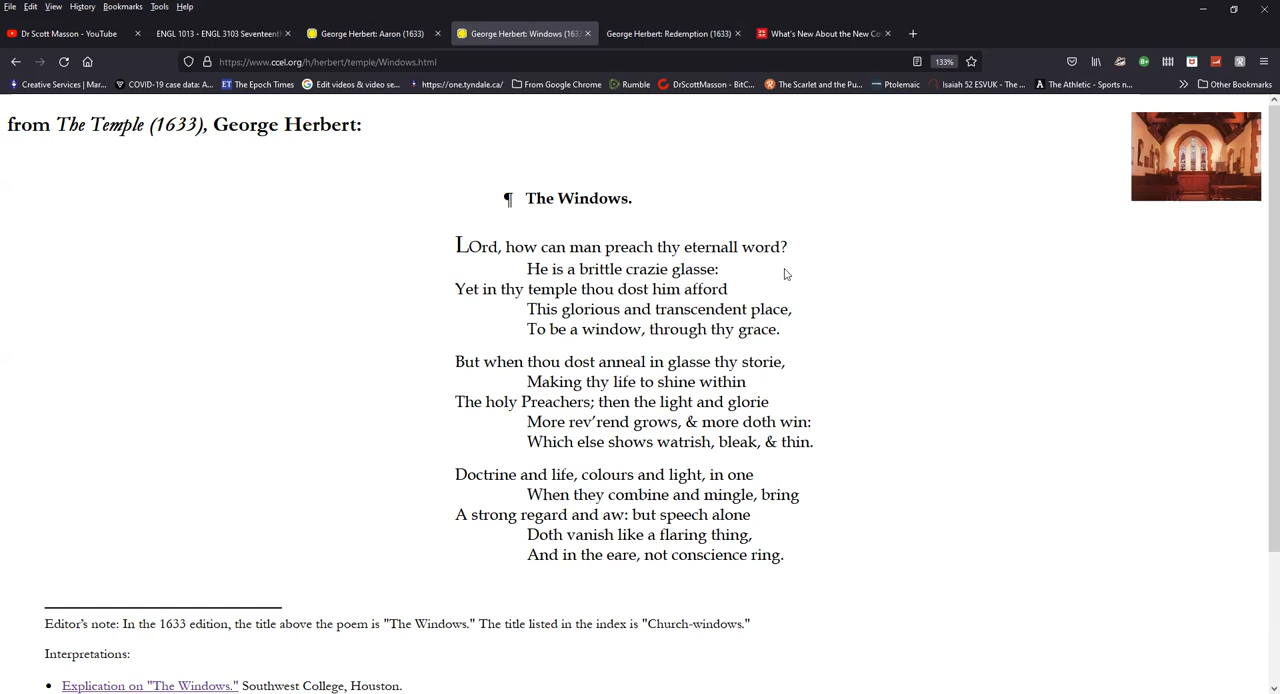 File Edit View History Bookmarks Tools Help
Dr Scott Masson - YouTube
ENGL 1013 - ENGL 3103 Seventeenth
George Herbert: Aaron (1633)
George Herbert: Windows (163
George Herbert: Redemption (1633)
What's New About the New Co
https://www.ccel.org/h/herbert/temple/Windows.html
133%
Creative Services | Mar...
COVID-19 case data: A...
ET The Epoch Times
Edit videos & video se...
https://one.tyndale.ca/
From Google Chrome
Rumble
DrScottMasson - BitC...
The Scarlet and the Pu...
Ptolemaic
Isaiah 52 ESVUK - The ...
The Athletic - Sports n...
Other Bookmarks
from The Temple (1633), George Herbert:
¶ The Windows.
LOrd, how can man preach thy eternall word?
He is a brittle crazie glasse:
Yet in thy temple thou dost him afford
This glorious and transcendent place,
To be a window, through thy grace.
But when thou dost anneal in glasse thy storie,
Making thy life to shine within
The holy Preachers; then the light and glorie
More rev’rend grows, & more doth win:
Which else shows watrish, bleak, & thin.
Doctrine and life, colours and light, in one
When they combine and mingle, bring
A strong regard and aw: but speech alone
Doth vanish like a flaring thing,
And in the eare, not conscience ring.
Editor’s note: In the 1633 edition, the title above the poem is "The Windows." The title listed in the index is "Church-windows."
Interpretations:
• Explication on "The Windows." Southwest College, Houston.